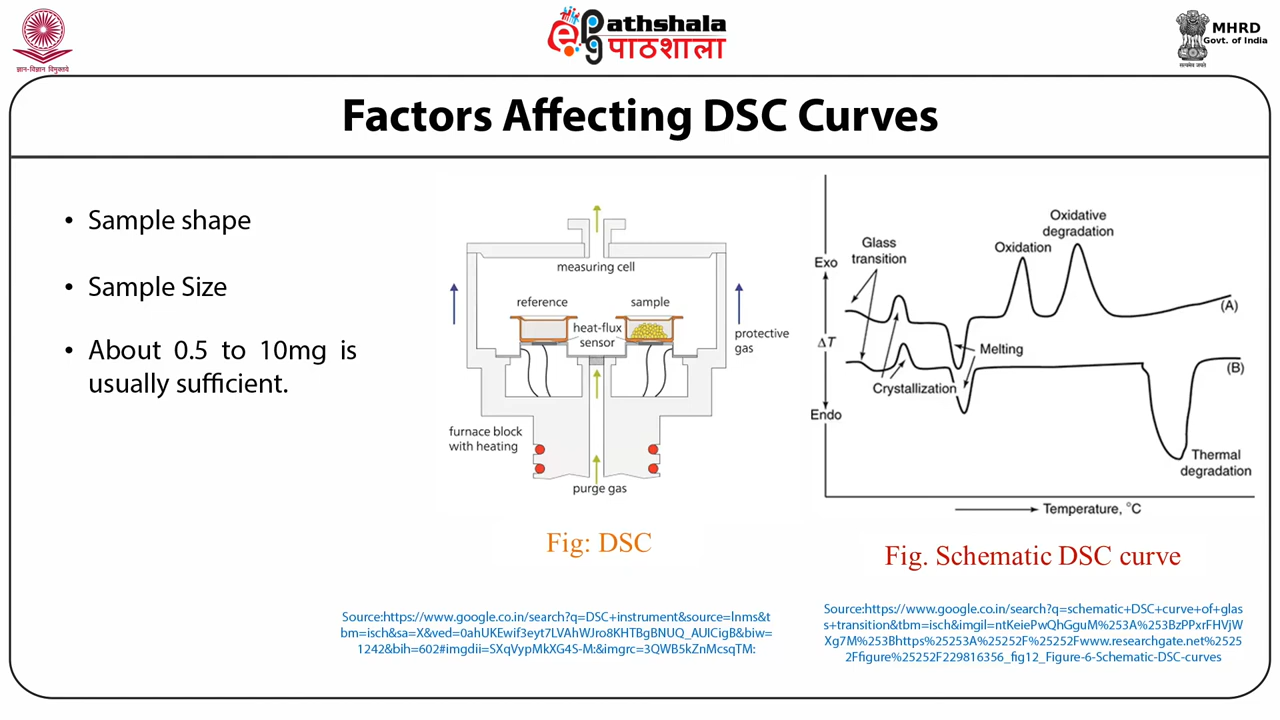 ज्ञान-विज्ञान विमुक्तये
ePathshala
पाठशाला
MHRD
Govt. of India
सत्यमेव जयते
Factors Affecting DSC Curves
• Sample shape
• Sample Size
• About 0.5 to 10mg is
usually sufficient.
measuring cell
reference
sample
heat-flux
sensor
protective
gas
furnace block
with heating
purge gas
Fig: DSC
Source:https://www.google.co.in/search?q=DSC+instrument&source=lnms&t
bm=isch&sa=X&ved=0ahUKEwif3eyt7LVAhWJro8KHTBgBNUQ_AUICigB&biw=
1242&bih=602#imgdii=SXqVypMkXG4S-M:&imgrc=3QWB5kZnMcsqTM:
Oxidative
degradation
Glass
transition
Oxidation
Exo
(A)
ΔT
Melting
(B)
Crystallization
Endo
Thermal
degradation
Temperature, °C
Fig. Schematic DSC curve
Source:https://www.google.co.in/search?q=schematic+DSC+curve+of+glas
s+transition&tbm=isch&imgil=ntKeiePwQhGguM%253A%253BzPPxrFHVjW
Xg7M%253Bhttps%25253A%25252F%25252Fwww.researchgate.net%2525
2Ffigure%25252F229816356_fig12_Figure-6-Schematic-DSC-curves